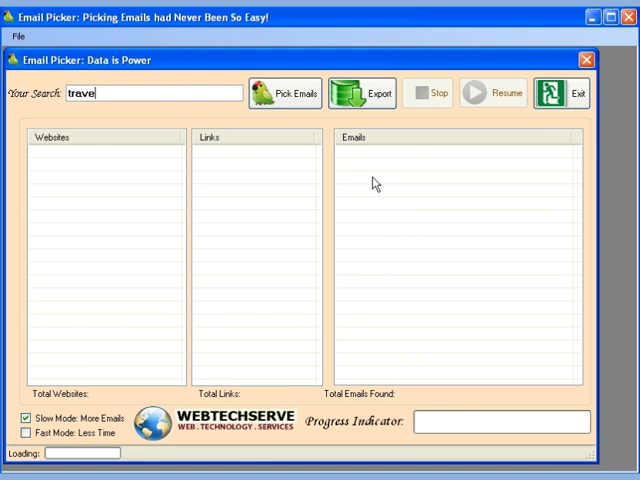 Email Picker: Picking Emails had Never Been So Easy!
File
Email Picker: Data is Power
Your Search: trave
Pick Emails
Export
Stop
Resume
Exit
Websites
Links
Emails
Total Websites:
Total Links:
Total Emails Found:
Slow Mode: More Emails
Fast Mode: Less Time
WEBTECHSERVE
WEB . TECHNOLOGY . SERVICES
Progress Indicator:
Loading: